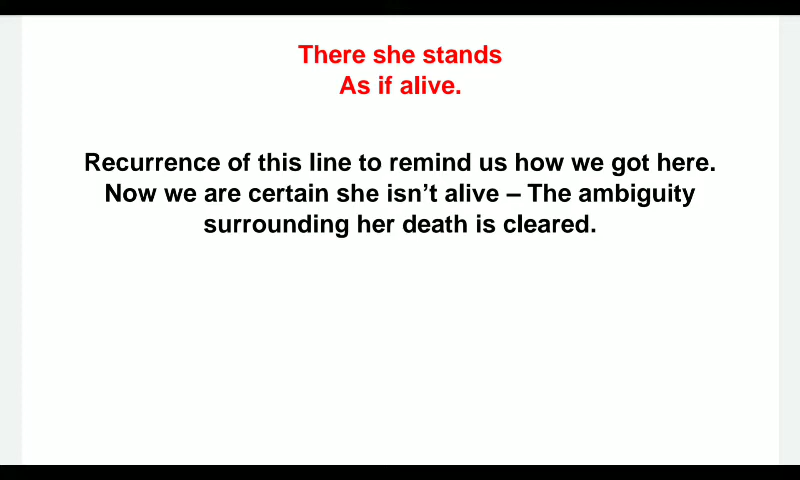 There she stands
As if alive.
Recurrence of this line to remind us how we got here.
Now we are certain she isn’t alive – The ambiguity
surrounding her death is cleared.